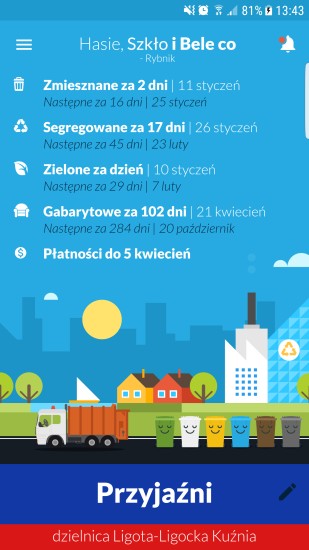 81% 13:43
Hasie, Szkło i Bele co
- Rybnik
Zmiesznane za 2 dni | 11 styczeń
Następne za 16 dni | 25 styczeń
Segregowane za 17 dni | 26 styczeń
Następne za 45 dni | 23 luty
Zielone za dzień | 10 styczeń
Następne za 29 dni | 7 luty
Gabarytowe za 102 dni | 21 kwiecień
Następne za 284 dni | 20 październik
Płatności do 5 kwiecień
Przyjaźni
dzielnica Ligota-Ligocka Kuźnia